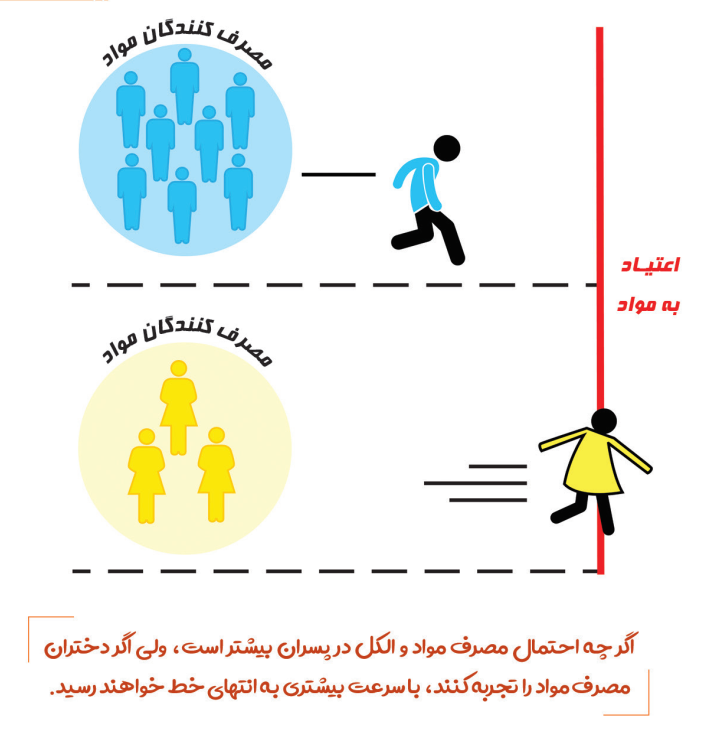 مصرف کنندگان مواد
اعتیـاد
به مواد
مصرف کنندگان مواد
اگر چه احتمال مصرف مواد و الکل در پسران بیشتر است، ولی اگر دختران
مصرف مواد را تجربه کنند، با سرعت بیشتری به انتهای خط خواهند رسید.